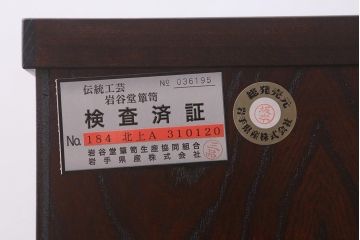 伝統工芸 No 036195
岩谷堂簞笥
検査済証
No. 184 北上A 310120
岩谷堂簞笥生産協同組合
岩手県産株式会社
総発売元
岩手県産株式会社